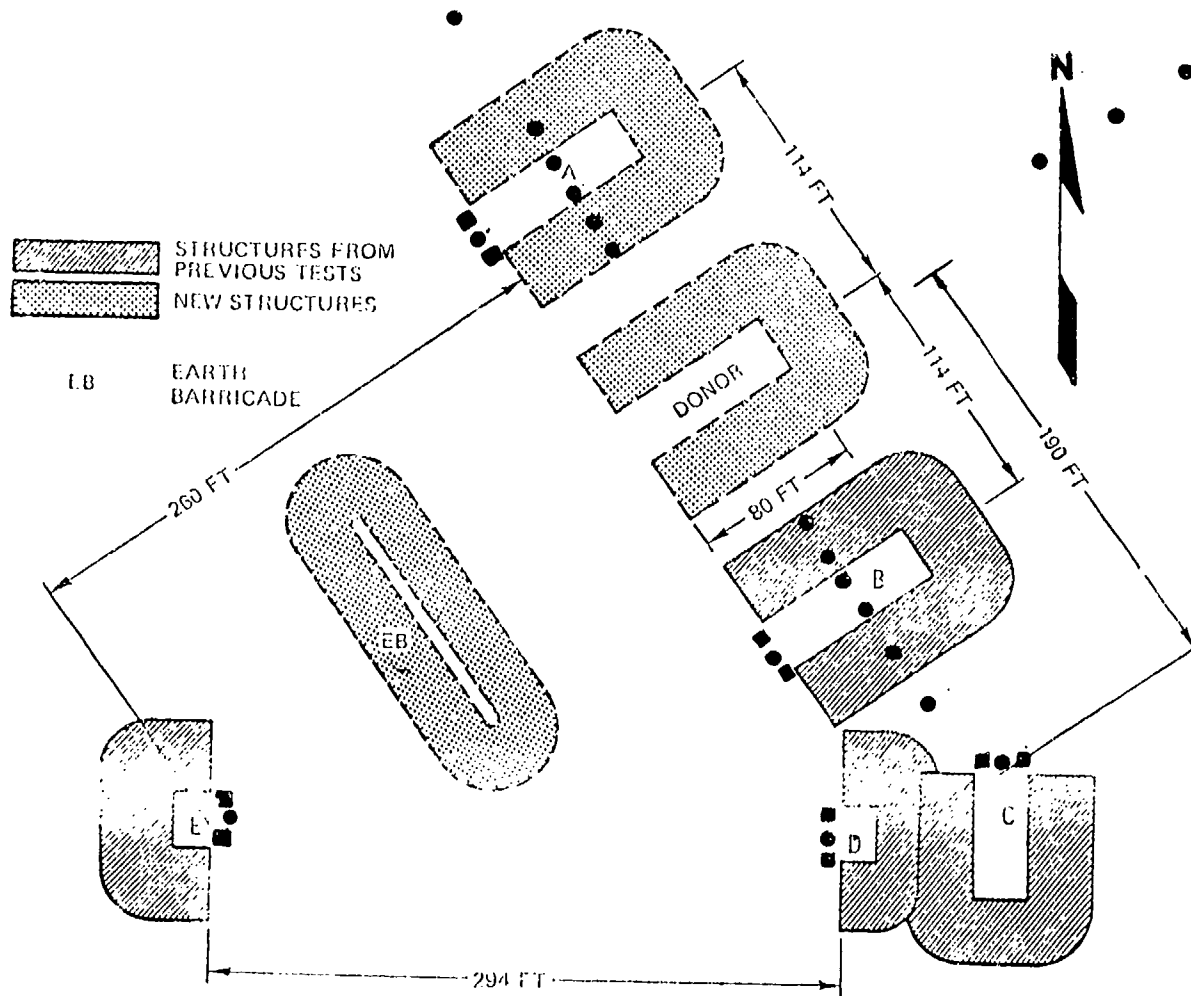 N
A
114 FT
STRUCTURES FROM
PREVIOUS TESTS
NEW STRUCTURES
EB EARTH
BARRICADE
DONOR
114 FT
190 FT
260 FT
80 FT
B
EB
E
D
C
294 FT